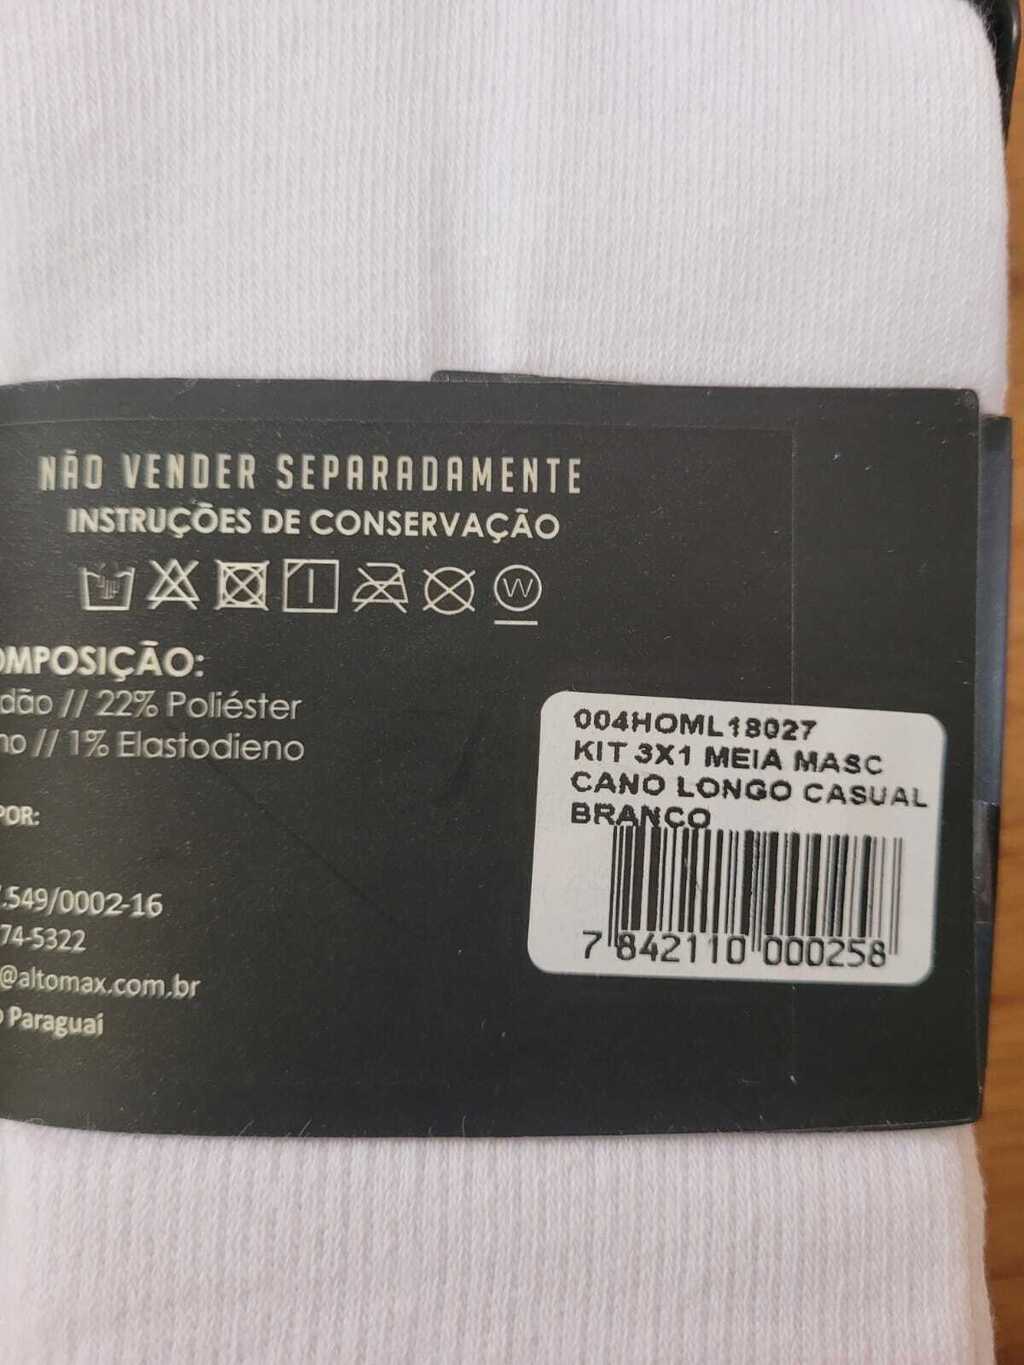 NÃO VENDER SEPARADAMENTE
INSTRUÇÕES DE CONSERVAÇÃO
W
OMPOSIÇÃO:
dão // 22% Poliéster
no // 1% Elastodieno
POR:
.549/0002-16
74-5322
@altomax.com.br
o Paraguai
004HOML18027
KIT 3X1 MEIA MASC
CANO LONGO CASUAL
BRANCO
7 842110 000258